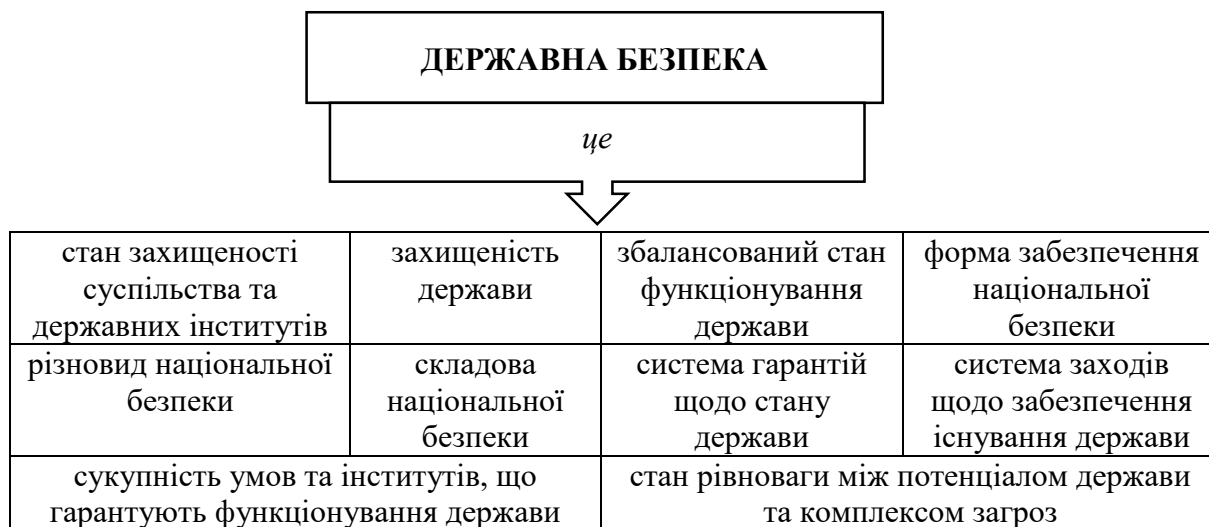 ДЕРЖАВНА БЕЗПЕКА
це
стан захищеності
суспільства та
державних інститутів
захищеність
держави
збалансований стан
функціонування
держави
форма забезпечення
національної
безпеки
різновид національної
безпеки
складова
національної
безпеки
система гарантій
щодо стану
держави
система заходів
щодо забезпечення
існування держави
сукупність умов та інститутів, що
гарантують функціонування держави
стан рівноваги між потенціалом держави
та комплексом загроз